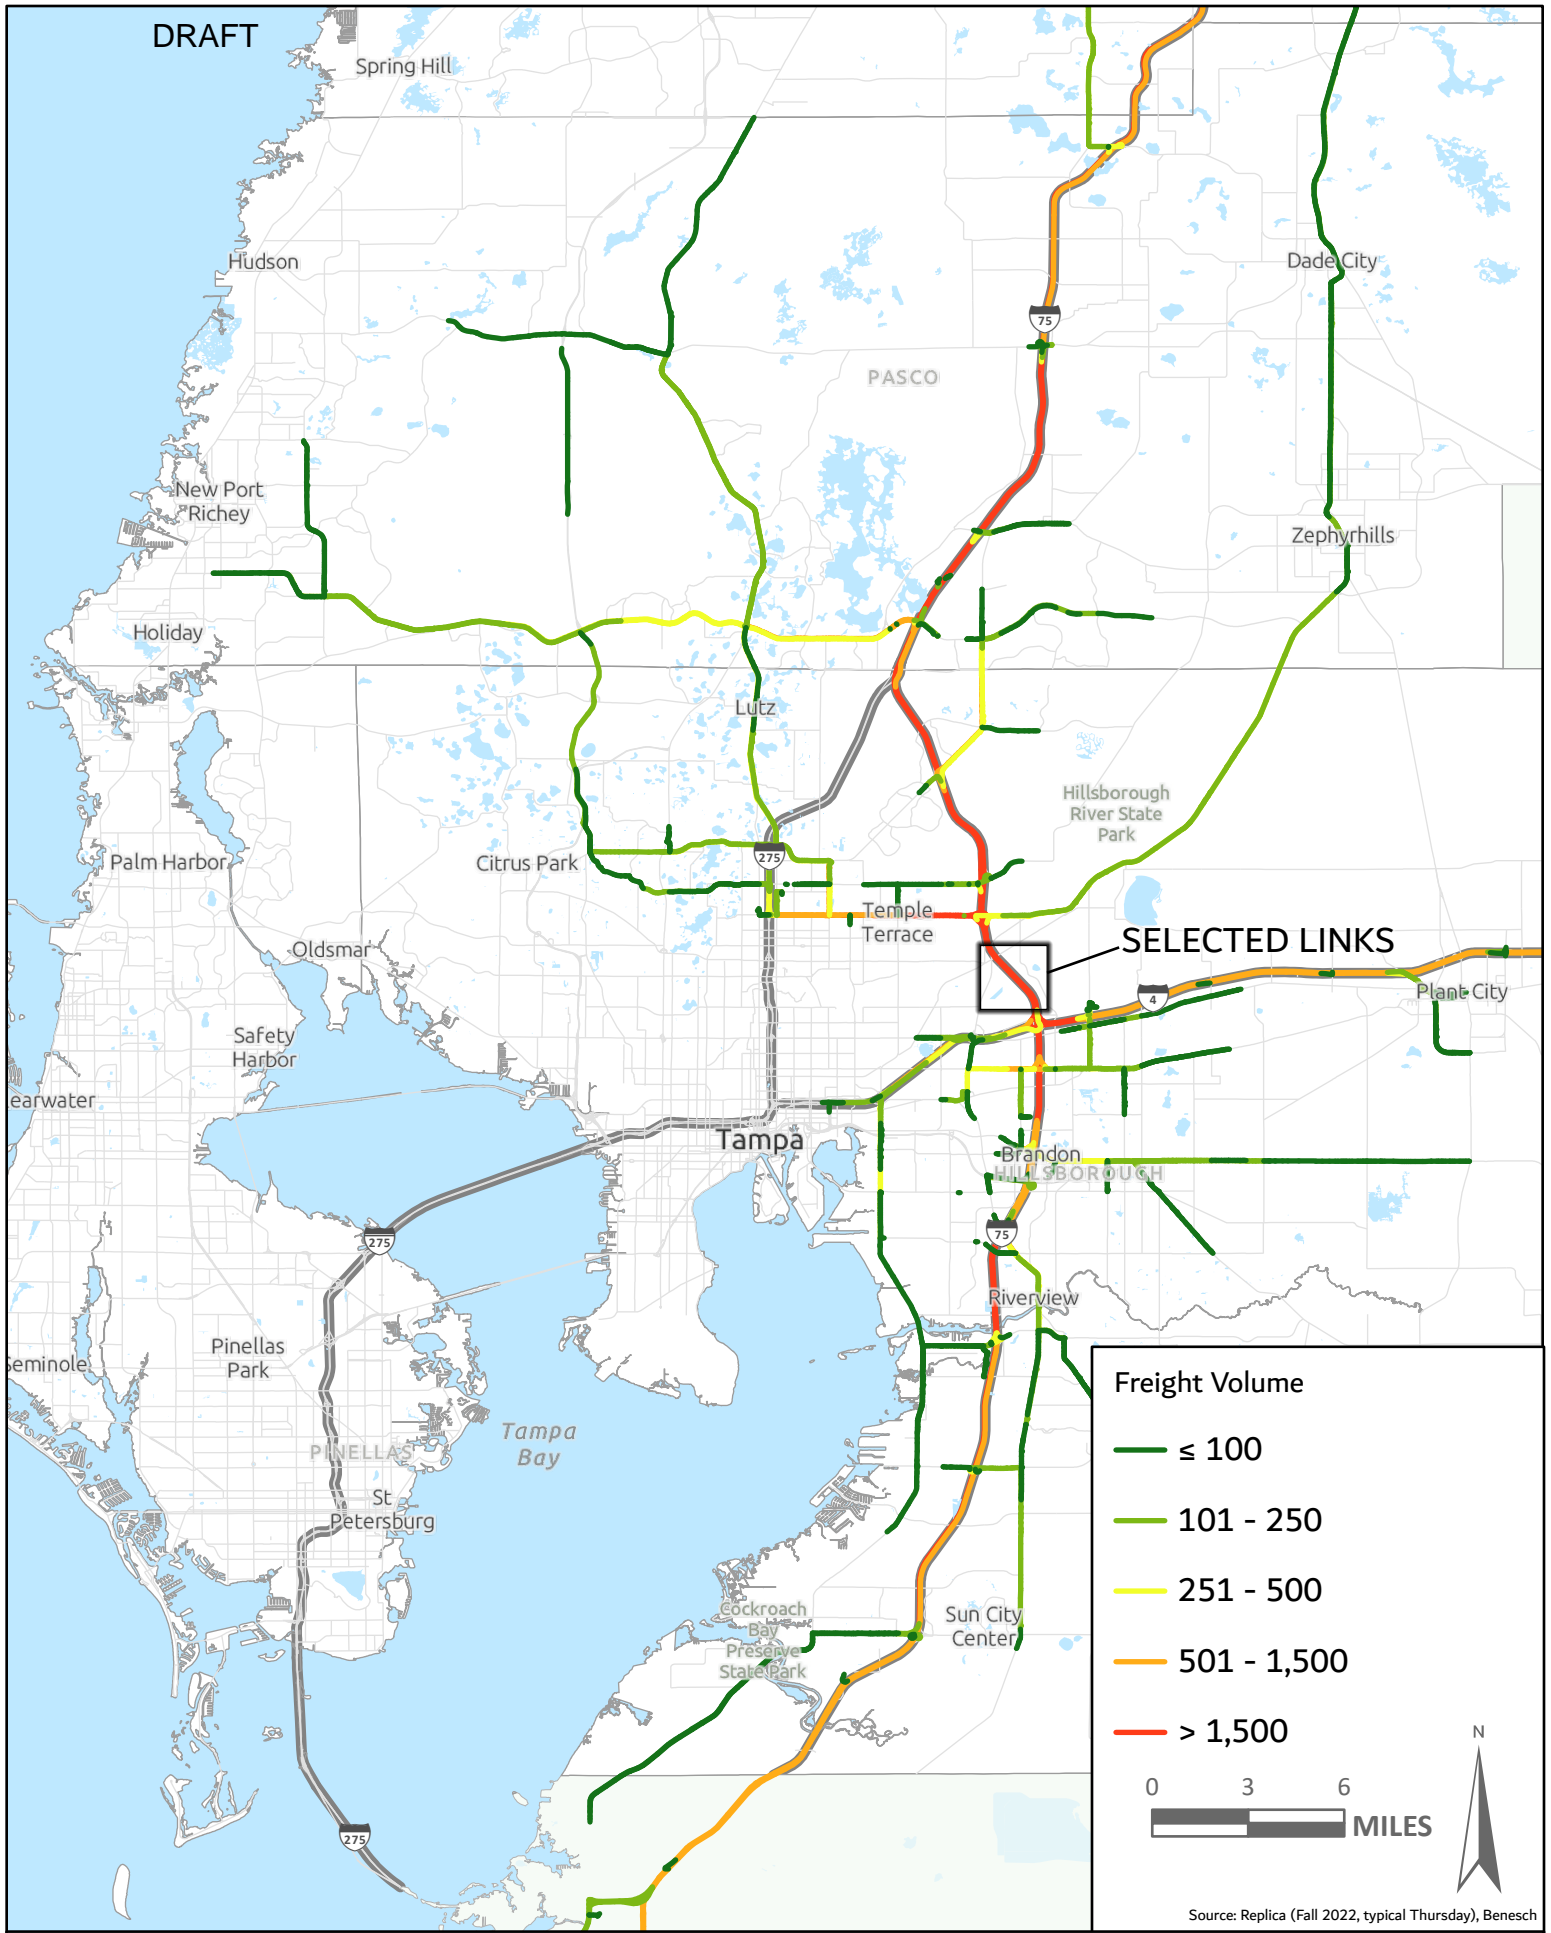 DRAFT
Spring Hill
Hudson
Dade City
75
PASCO
New Port
Richey
Zephyrhills
Holiday
Lutz
Hillsborough
River State
Park
Palm Harbor
Citrus Park
275
Temple
Terrace
SELECTED LINKS
Oldsmar
4
Plant City
Safety
Harbor
earwater
Tampa
Brandon
HILLSBOROUGH
75
275
Riverview
Pinellas
Park
Seminole
Tampa
Bay
PINELLAS
St
Petersburg
Cockroach
Bay
Preserve
State Park
Sun City
Center
275
Freight Volume
≤ 100
101 - 250
251 - 500
501 - 1,500
> 1,500
N
0 3 6
MILES
Source: Replica (Fall 2022, typical Thursday), Benesch